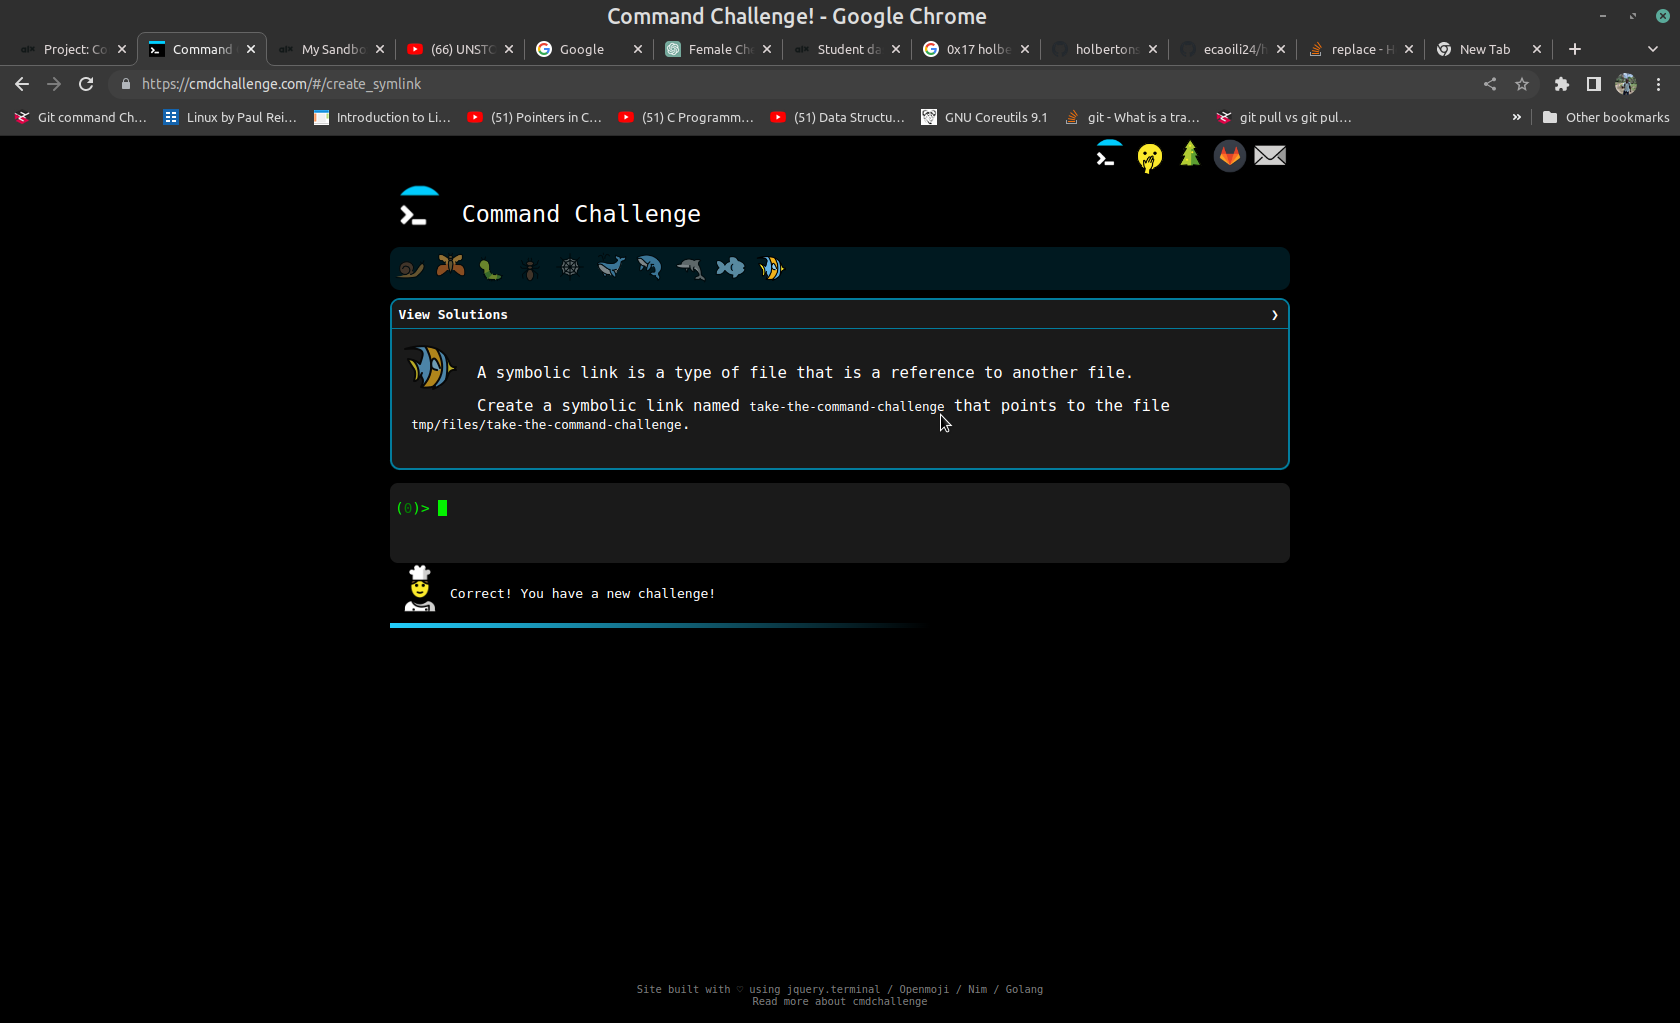 Command Challenge! - Google Chrome
Project: Co
Command
My Sandbo
(66) UNSTO
Google
Female Che
Student da
0x17 holbe
holbertons
ecaoili24/h
replace - H
New Tab
https://cmdchallenge.com/#/create_symlink
Git command Ch...
Linux by Paul Rei...
Introduction to Li...
(51) Pointers in C...
(51) C Programm...
(51) Data Structu...
GNU Coreutils 9.1
git - What is a tra...
git pull vs git pul...
»
Other bookmarks
Command Challenge
View Solutions
A symbolic link is a type of file that is a reference to another file.
Create a symbolic link named take-the-command-challenge that points to the file
tmp/files/take-the-command-challenge.
(0)>
Correct! You have a new challenge!
Site built with ♡ using jquery.terminal / Openmoji / Nim / Golang
Read more about cmdchallenge